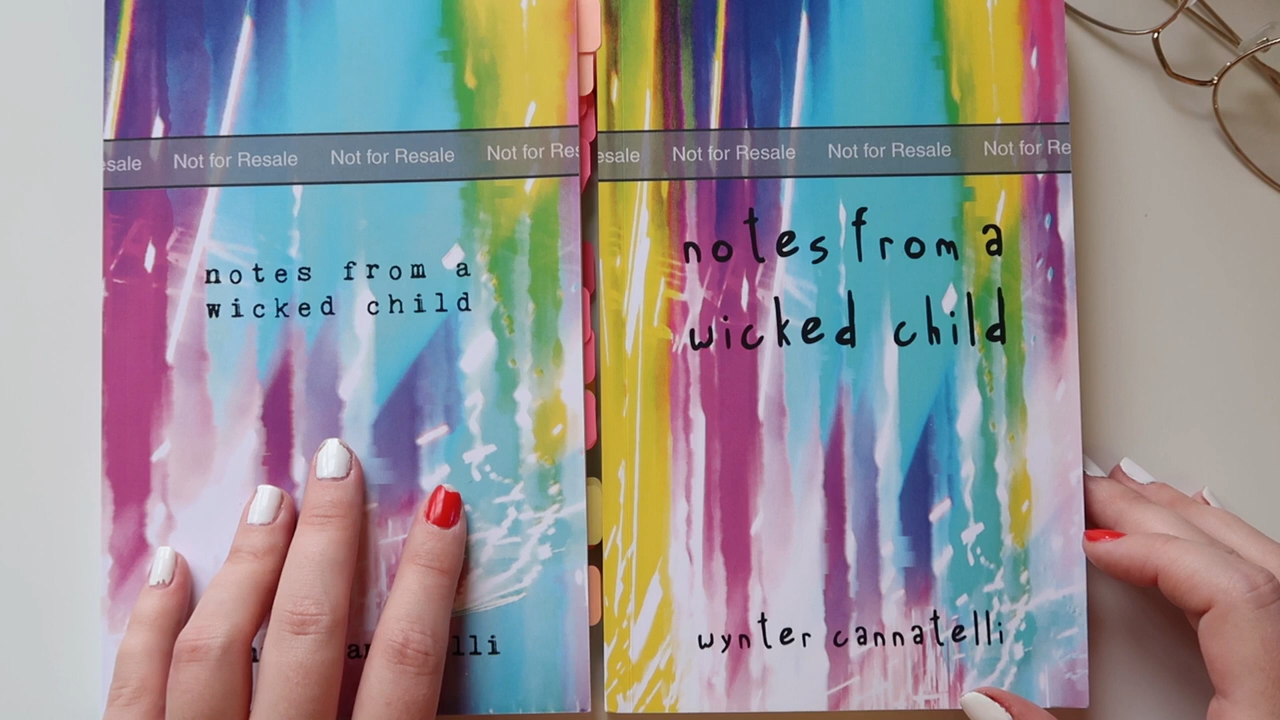 esale Not for Resale Not for Resale Not for Res
notes from a
wicked child
lli
esale Not for Resale Not for Resale Not for Re
notes from a
wicked child
wynter cannatelli